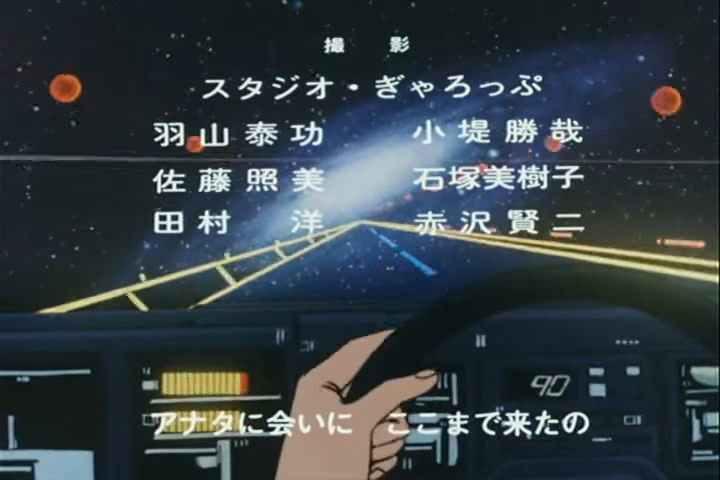 撮 影
スタジオ・ぎゃろっぷ
羽山泰功 小堤勝哉
佐藤照美 石塚美樹子
田村 洋 赤沢賢二
90
アナタに会いに ここまで来たの